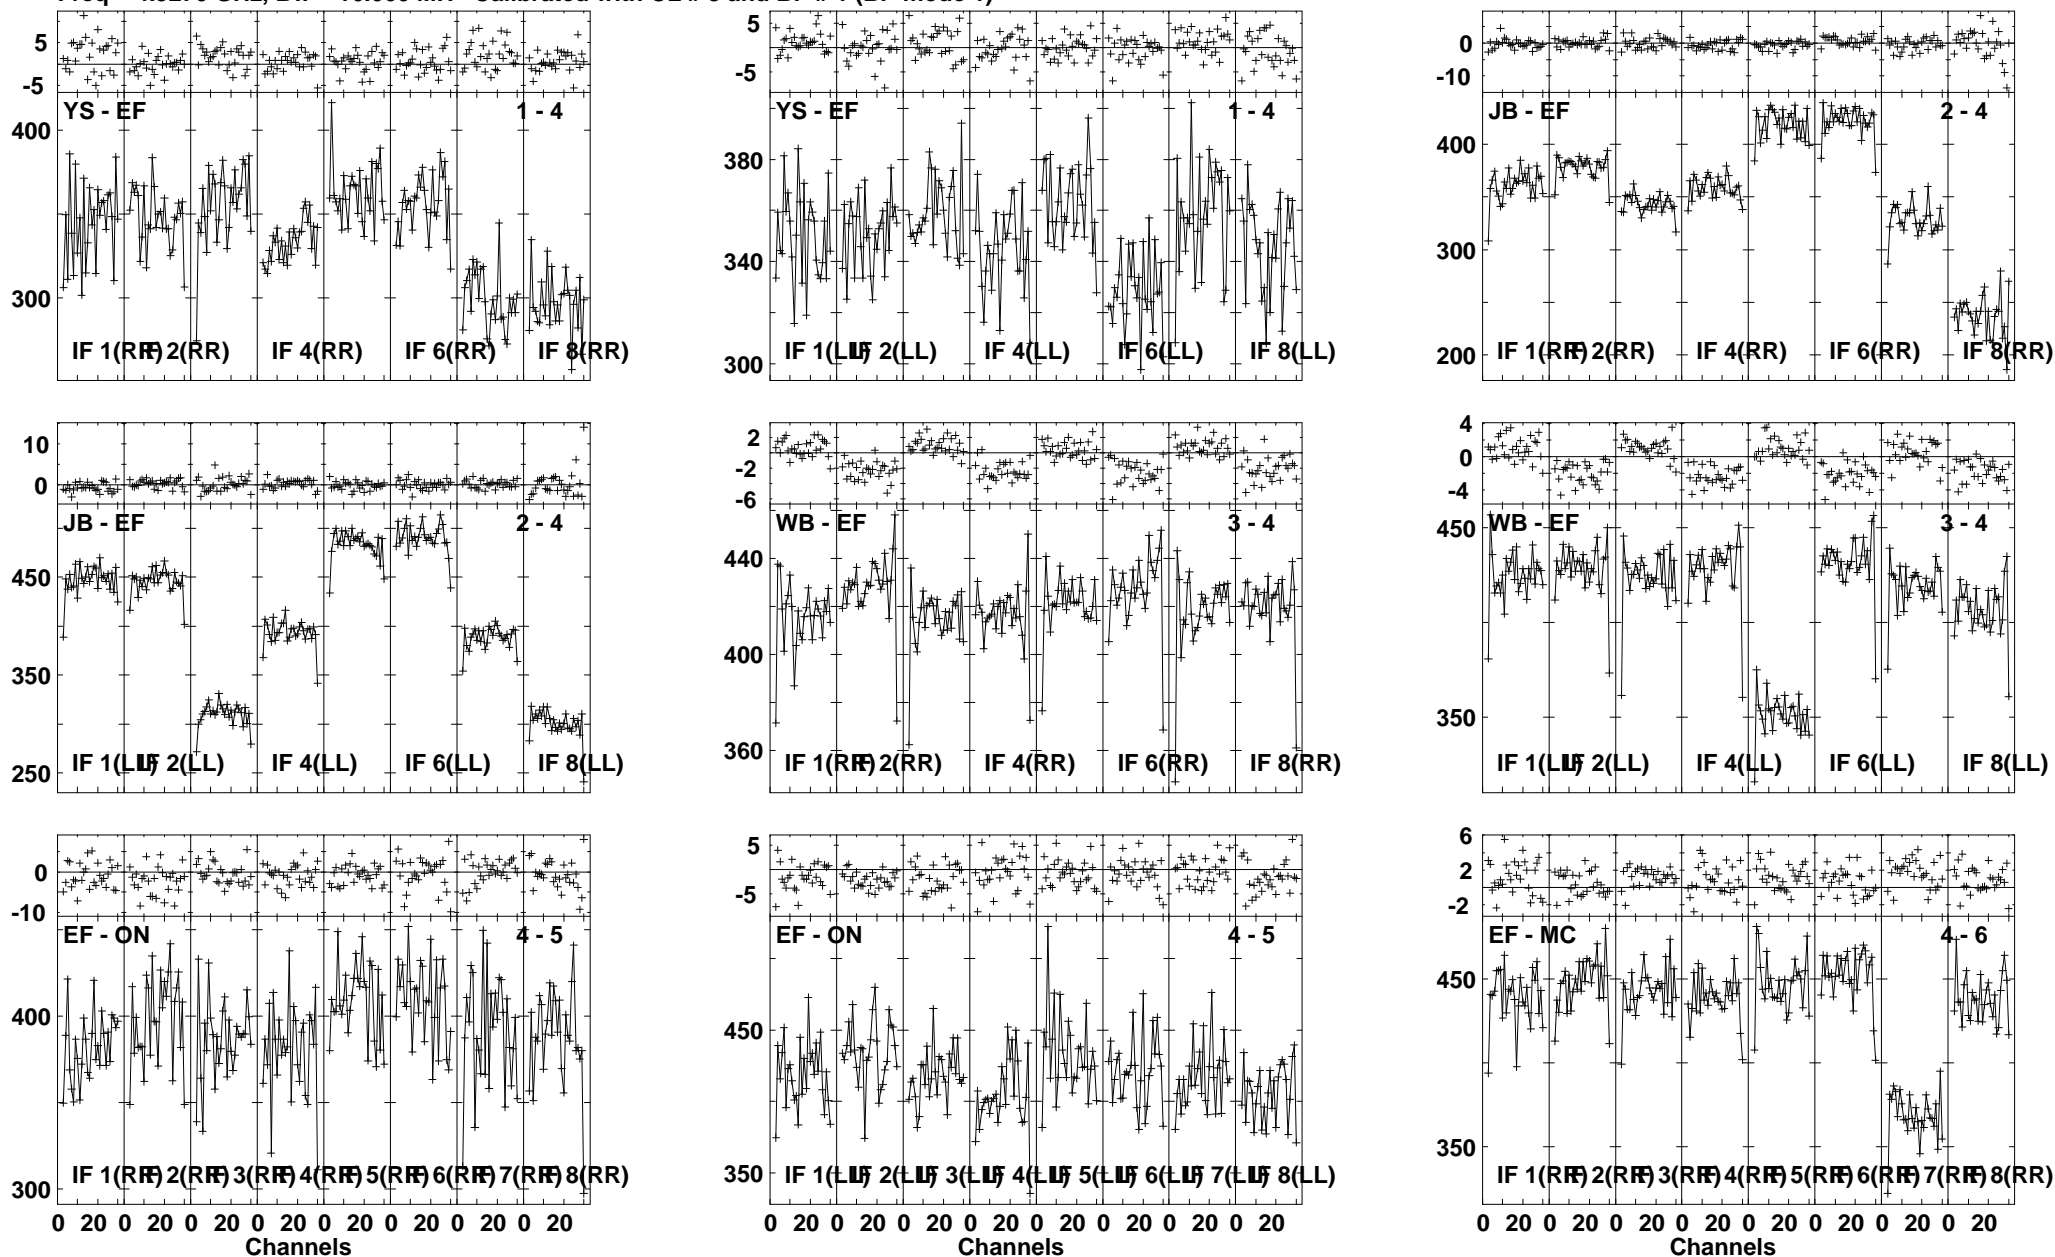 5 5 0
-5 -5 -10
YS - EF 1 - 4 YS - EF 1 - 4 JB - EF 2 - 4
400 380 400
300 340 300
IF 1(RR) IF 2(RR) IF 4(RR) IF 6(RR) IF 8(RR) IF 1(LL) IF 2(LL) IF 4(LL) IF 6(LL) IF 8(LL) IF 1(RR) IF 2(RR) IF 4(RR) IF 6(RR) IF 8(RR)
300 200
10 2 4
0 -2 0
-6 -4
JB - EF 2 - 4 WB - EF 3 - 4 WB - EF 3 - 4
450 440 450
350 400 350
250 360
IF 1(LL) IF 2(LL) IF 4(LL) IF 6(LL) IF 8(LL) IF 1(RR) IF 2(RR) IF 4(RR) IF 6(RR) IF 8(RR) IF 1(LL) IF 2(LL) IF 4(LL) IF 6(LL) IF 8(LL)
0 5 6
-10 -5 2
-2
EF - ON 4 - 5 EF - ON 4 - 5 EF - MC 4 - 6
400 450 450
300 350 350
IF 1(RR) IF 2(RR) IF 3(RR) IF 4(RR) IF 5(RR) IF 6(RR) IF 7(RR) IF 8(RR) IF 1(LL) IF 2(LL) IF 3(LL) IF 4(LL) IF 5(LL) IF 6(LL) IF 7(LL) IF 8(LL) IF 1(RR) IF 2(RR) IF 3(RR) IF 4(RR) IF 5(RR) IF 6(RR) IF 7(RR) IF 8(RR)
0 20 0 20 0 20 0 20 0 20 0 20 0 20 0 20 0 20 0 20 0 20 0 20 0 20 0 20 0 20 0 20 0 20 0 20 0 20 0 20 0 20 0 20 0 20 0 20
Channels Channels Channels